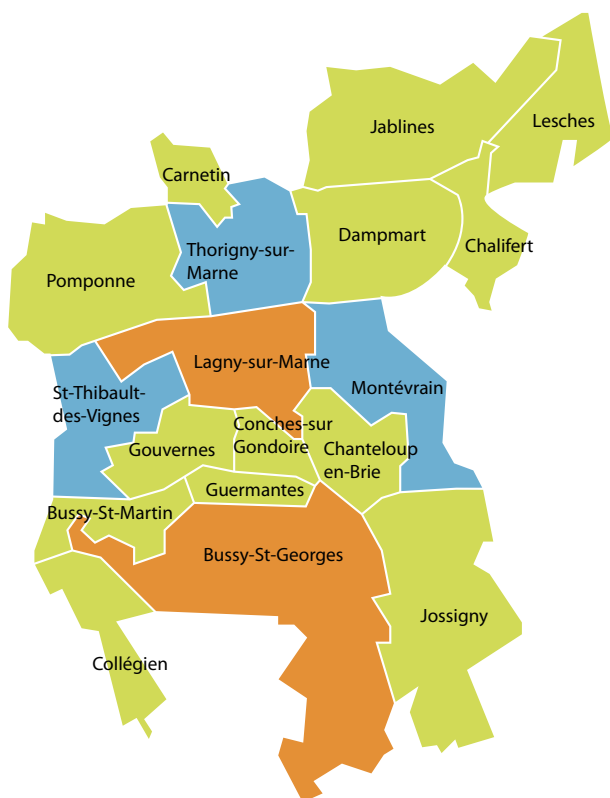 Jablines
Lesches
Carnetin
Dampmart
Chalifert
Thorigny-sur-
Marne
Pomponne
Lagny-sur-Marne
St-Thibault-
des-Vignes
Montévrain
Conches-sur
Gondoire
Gouvernes
Chanteloup
en-Brie
Guermantes
Bussy-St-Martin
Bussy-St-Georges
Jossigny
Collégien